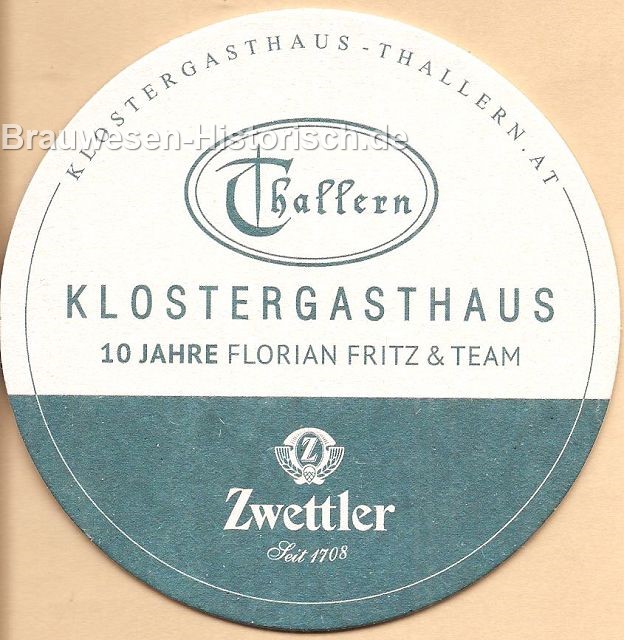 KLOSTERGASTHAUS-THALLERN.AT
Brauwesen-Historisch.de
Thallern
KLOSTERGASTHAUS
10 JAHRE FLORIAN FRITZ & TEAM
Z
Zwettler
Seit 1708